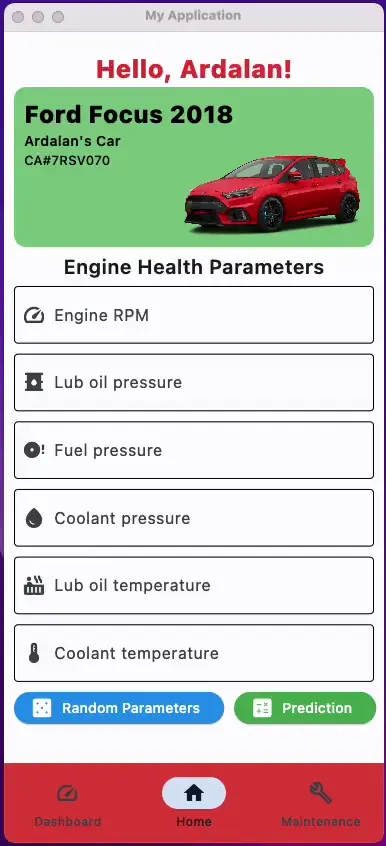 My Application
Hello, Ardalan!
Ford Focus 2018
Ardalan's Car
CA#7RSV070
Engine Health Parameters
Engine RPM
Lub oil pressure
Fuel pressure
Coolant pressure
Lub oil temperature
Coolant temperature
Random Parameters
Prediction
Dashboard
Home
Maintenance